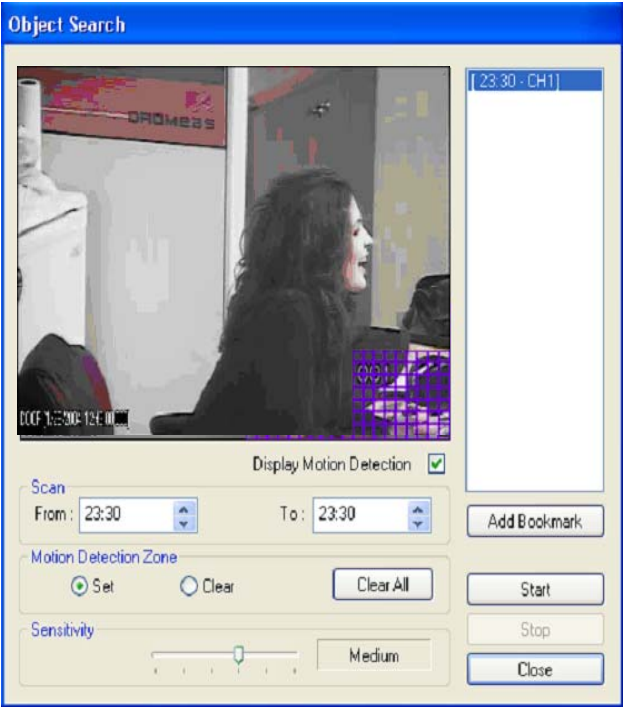 Object Search
[ 23:30 - CH1]
Display Motion Detection
Scan
From : 23:30
To : 23:30
Add Bookmark
Motion Detection Zone
Set
Clear
Clear All
Start
Sensitivity
Medium
Stop
Close